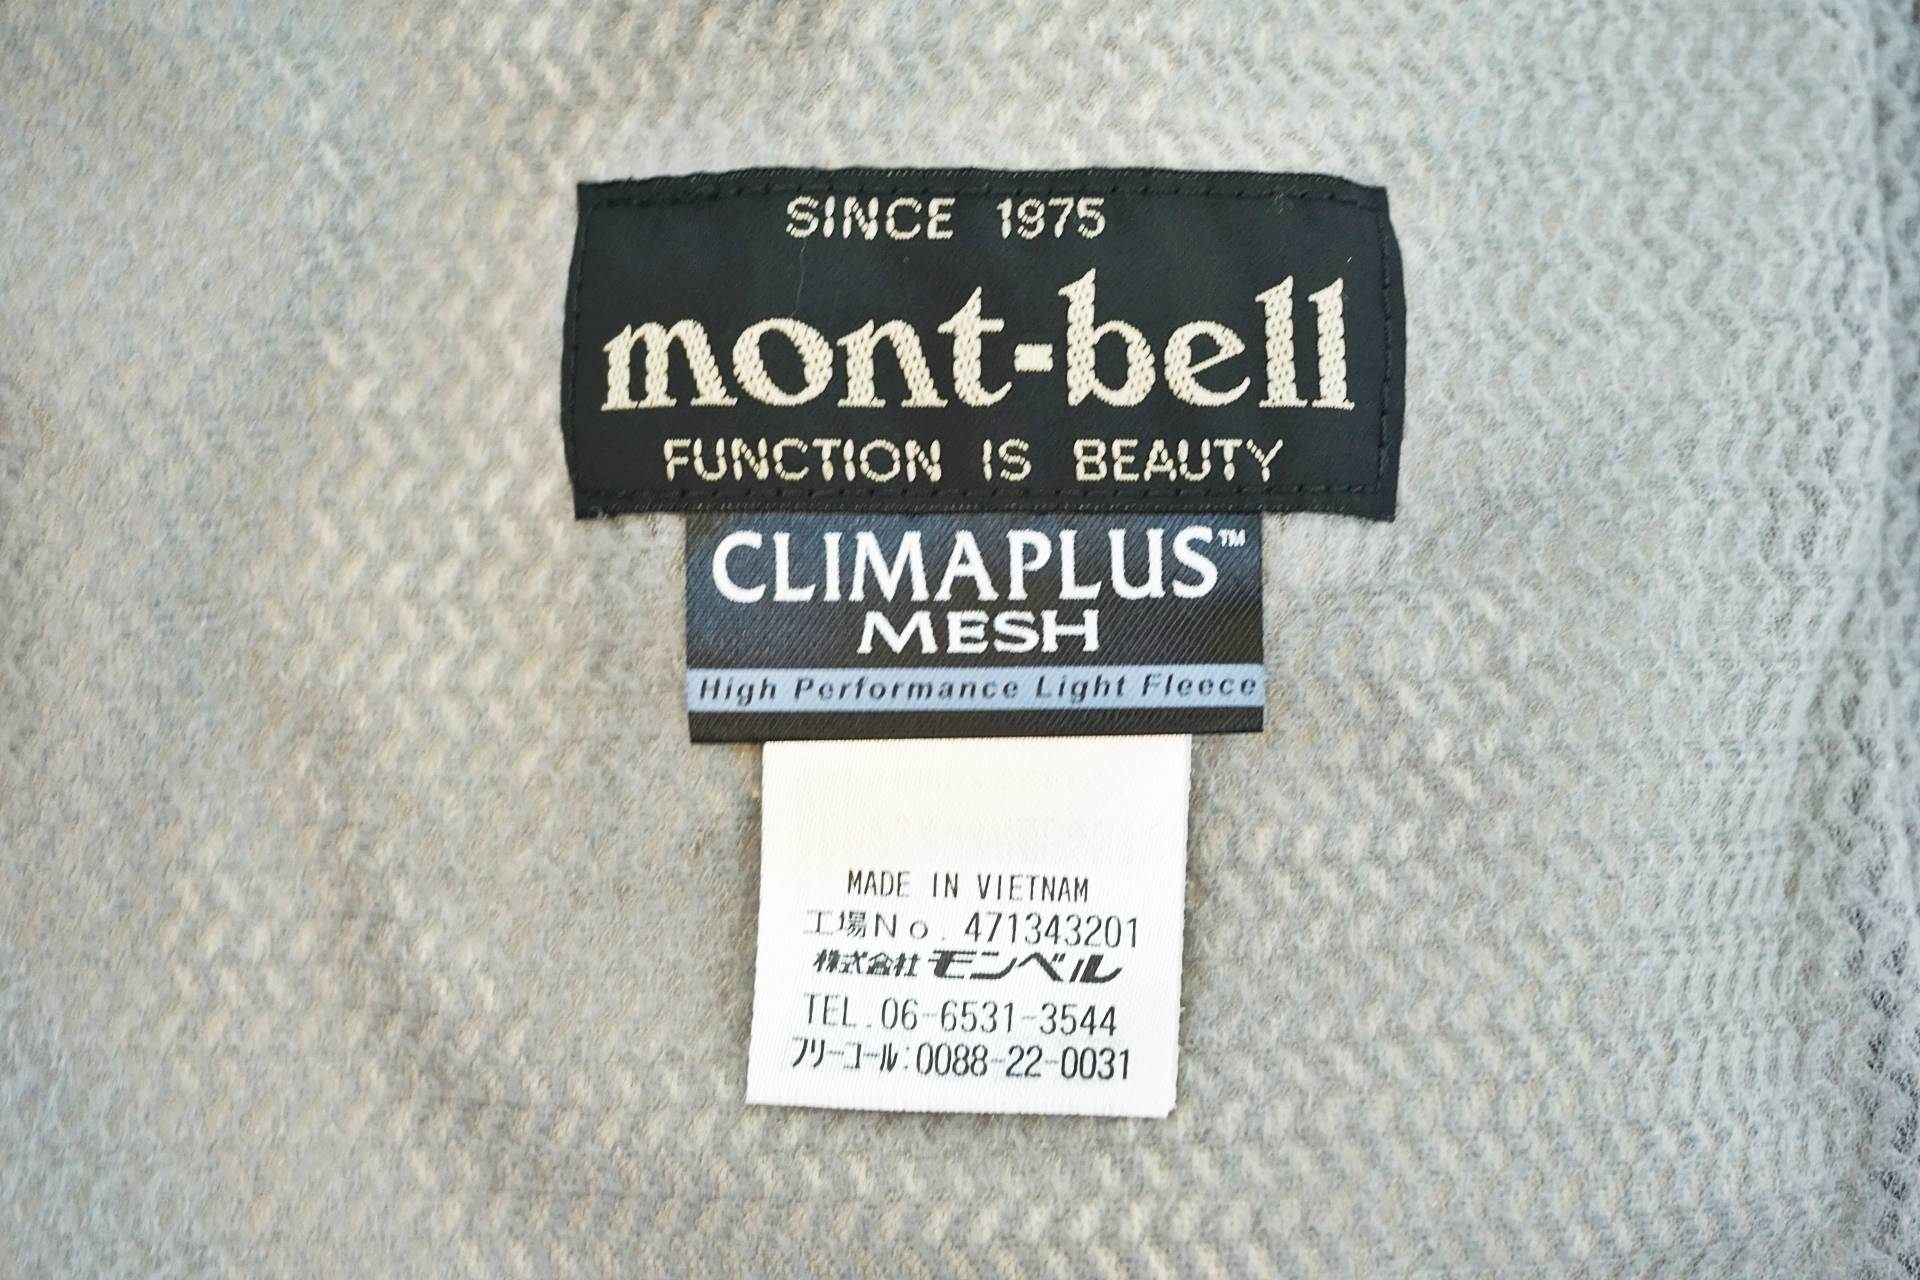 SINCE 1975
mont-bell
FUNCTION IS BEAUTY
CLIMAPLUS™
MESH
High Performance Light Fleece
MADE IN VIETNAM
工場No. 471343201
株式会社モンベル
TEL.06-6531-3544
フリーコール:0088-22-0031